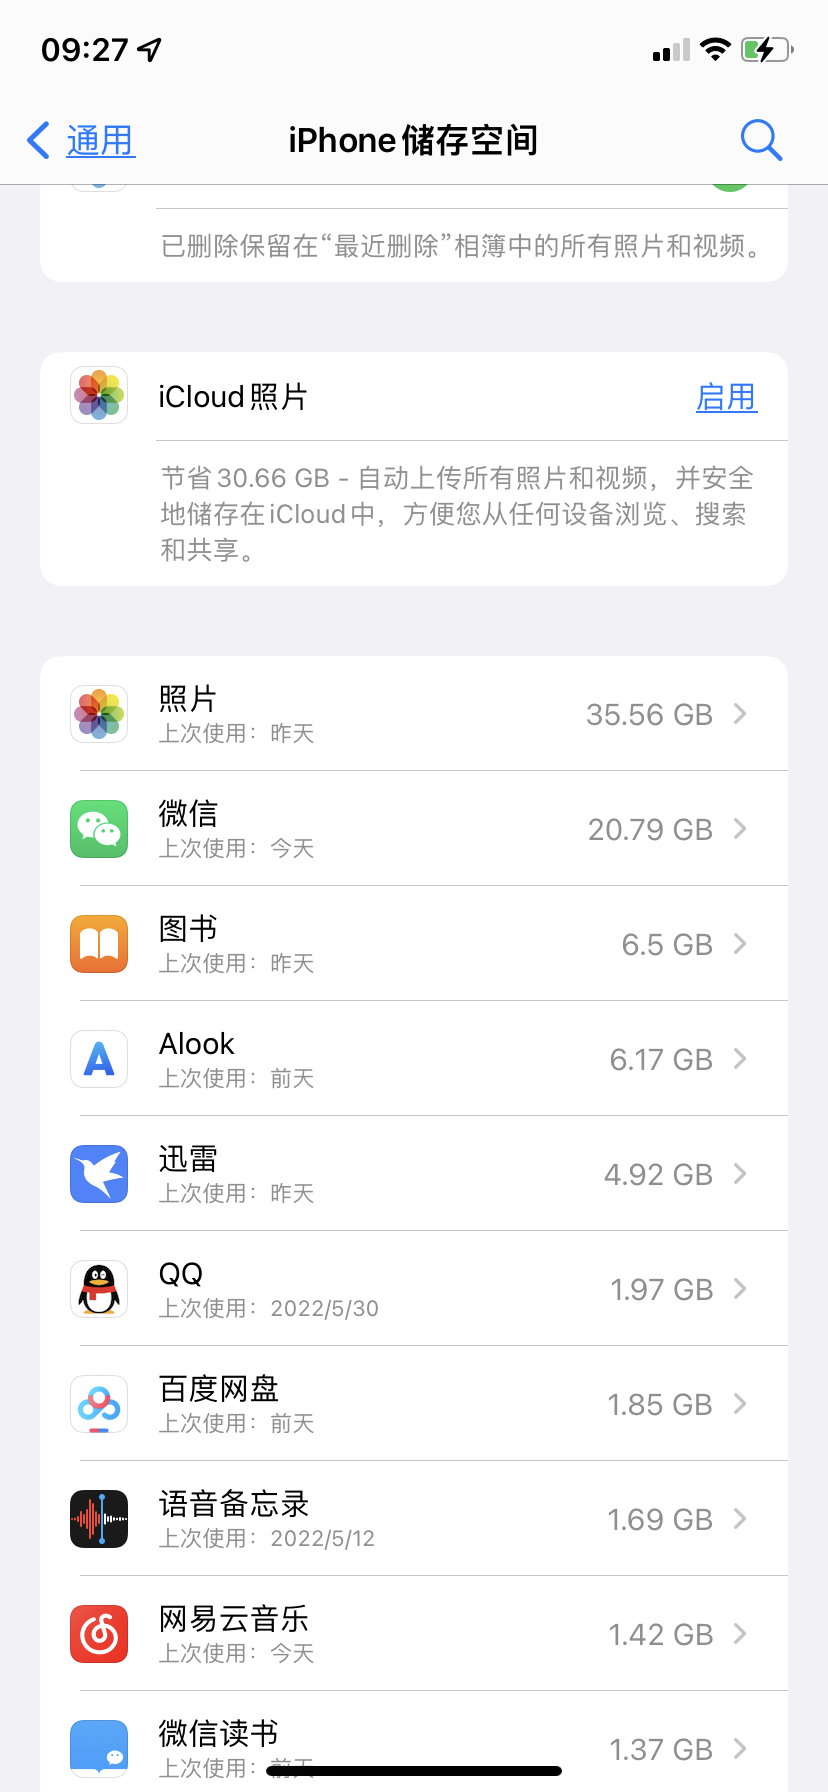 09:27
通用
iPhone储存空间
已删除保留在“最近删除”相簿中的所有照片和视频。
iCloud照片
启用
节省30.66 GB - 自动上传所有照片和视频，并安全
地储存在iCloud中，方便您从任何设备浏览、搜索
和共享。
照片
35.56 GB
上次使用：昨天
微信
20.79 GB
上次使用：今天
图书
6.5 GB
上次使用：昨天
Alook
6.17 GB
上次使用：前天
迅雷
4.92 GB
上次使用：昨天
QQ
1.97 GB
上次使用：2022/5/30
百度网盘
1.85 GB
上次使用：前天
语音备忘录
1.69 GB
上次使用：2022/5/12
网易云音乐
1.42 GB
上次使用：今天
微信读书
1.37 GB
上次使用：前天